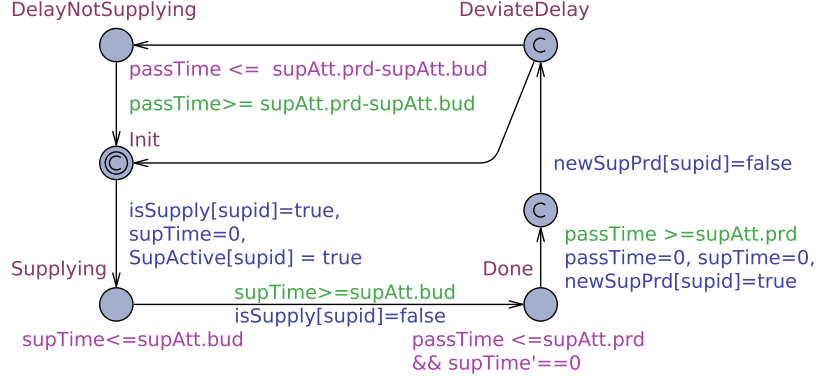 DelayNotSupplying
DeviateDelay
passTime <= supAtt.prd-supAtt.bud
passTime>= supAtt.prd-supAtt.bud
Init
C
C
newSupPrd[supid]=false
isSupply[supid]=true,
supTime=0,
SupActive[supid] = true
C
passTime >=supAtt.prd
passTime=0, supTime=0,
newSupPrd[supid]=true
Supplying
Done
supTime>=supAtt.bud
isSupply[supid]=false
supTime<=supAtt.bud
passTime <=supAtt.prd
&& supTime'==0